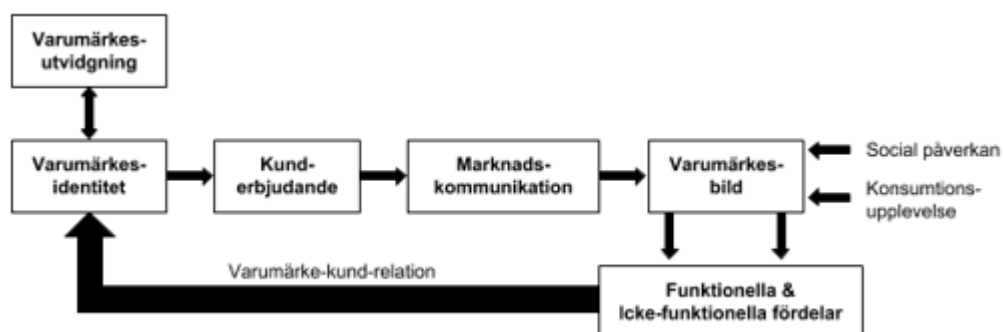 Varumärkes-
utvidgning
Varumärkes-
identitet
Kund-
erbjudande
Marknads-
kommunikation
Varumärkes-
bild
Social påverkan
Konsumtions-
upplevelse
Varumärke-kund-relation
Funktionella &
Icke-funktionella fördelar